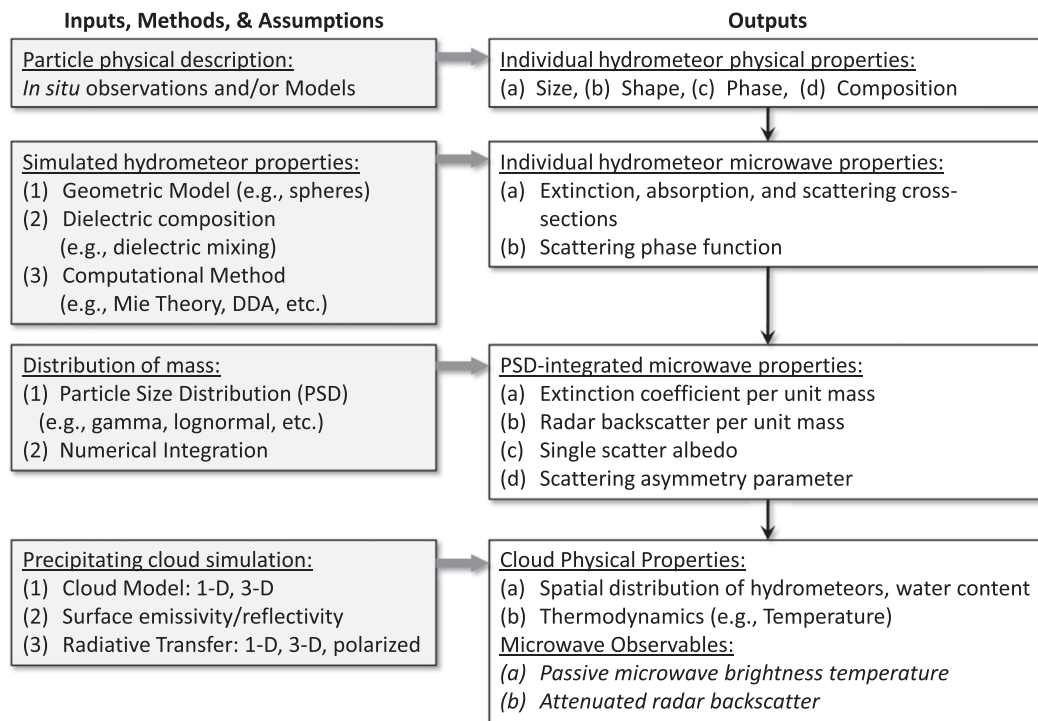 Inputs, Methods, & Assumptions
Outputs
Particle physical description:
In situ observations and/or Models
Individual hydrometeor physical properties:
(a) Size, (b) Shape, (c) Phase, (d) Composition
Simulated hydrometeor properties:
(1) Geometric Model (e.g., spheres)
(2) Dielectric composition
(e.g., dielectric mixing)
(3) Computational Method
(e.g., Mie Theory, DDA, etc.)
Individual hydrometeor microwave properties:
(a) Extinction, absorption, and scattering cross-
sections
(b) Scattering phase function
Distribution of mass:
(1) Particle Size Distribution (PSD)
(e.g., gamma, lognormal, etc.)
(2) Numerical Integration
PSD-integrated microwave properties:
(a) Extinction coefficient per unit mass
(b) Radar backscatter per unit mass
(c) Single scatter albedo
(d) Scattering asymmetry parameter
Precipitating cloud simulation:
(1) Cloud Model: 1-D, 3-D
(2) Surface emissivity/reflectivity
(3) Radiative Transfer: 1-D, 3-D, polarized
Cloud Physical Properties:
(a) Spatial distribution of hydrometeors, water content
(b) Thermodynamics (e.g., Temperature)
Microwave Observables:
(a) Passive microwave brightness temperature
(b) Attenuated radar backscatter